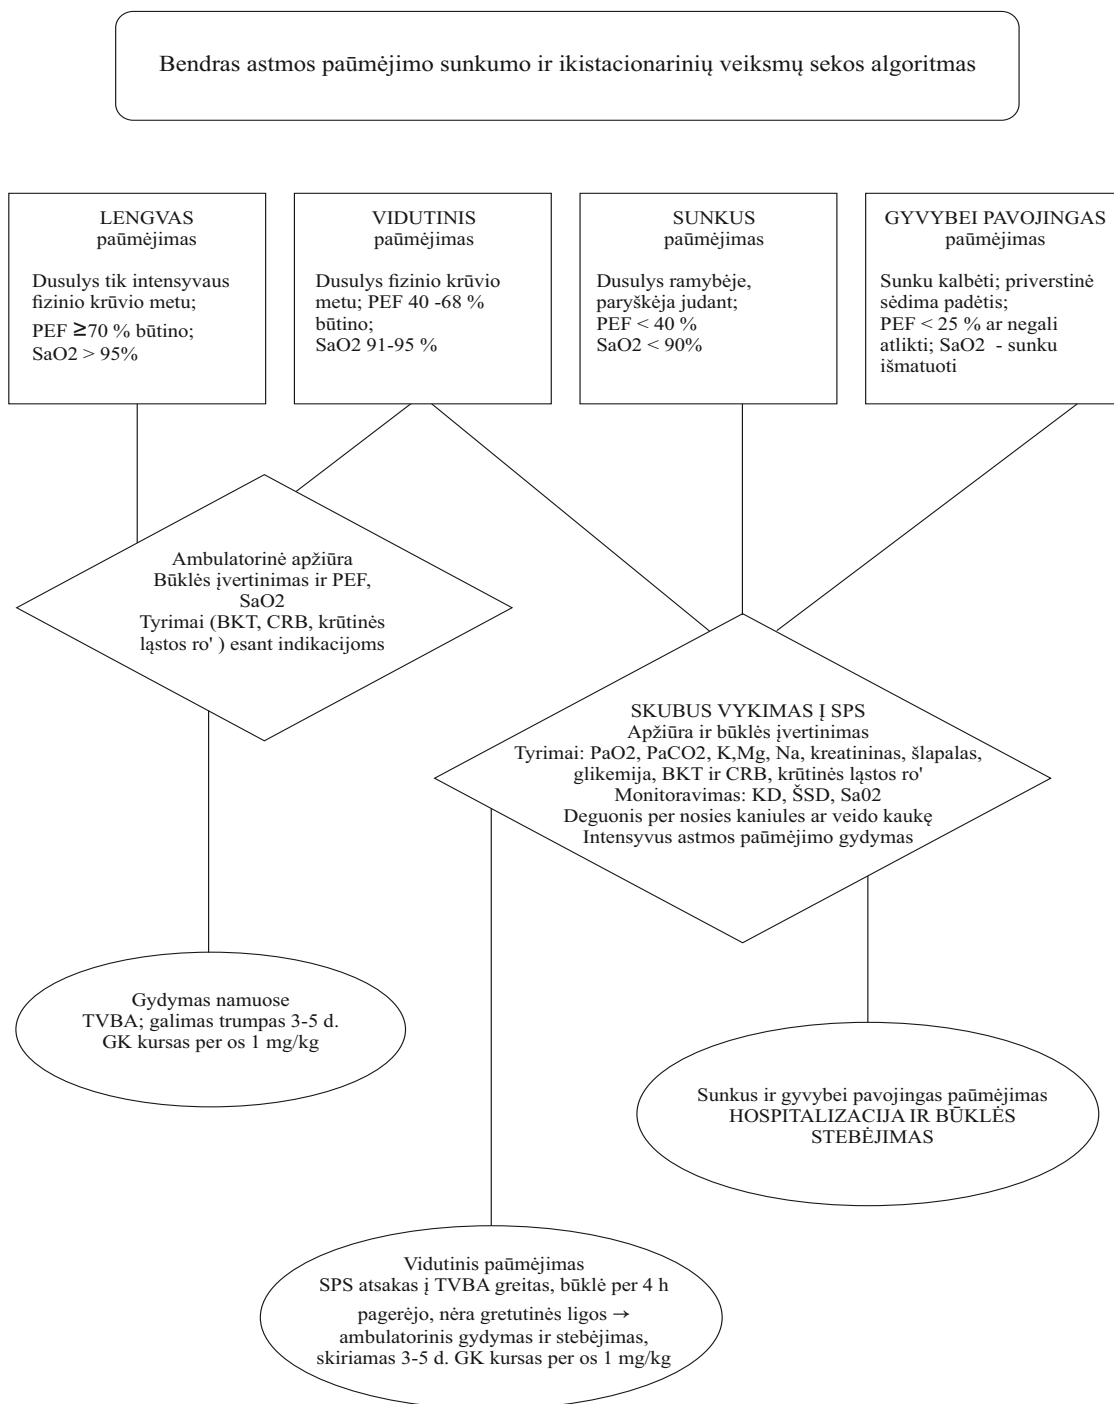 Bendras astmos paūmėjimo sunkumo ir ikistacionarinių veiksmų sekos algoritmas
LENGVAS
paūmėjimas
Dusulys tik intensyvaus
fizinio krūvio metu;
PEF ≥70 % būtino;
SaO2 > 95%
VIDUTINIS
paūmėjimas
Dusulys fizinio krūvio
metu; PEF 40 -68 %
būtino;
SaO2 91-95 %
SUNKUS
paūmėjimas
Dusulys ramybėje,
paryškėja judant;
PEF < 40 %
SaO2 < 90%
GYVYBEI PAVOJINGAS
paūmėjimas
Sunku kalbėti; priverstinė
sėdima padėtis;
PEF < 25 % ar negali
atlikti; SaO2 - sunku
išmatuoti
Ambulatorinė apžiūra
Būklės įvertinimas ir PEF,
SaO2
Tyrimai (BKT, CRB, krūtinės
ląstos ro' ) esant indikacijoms
SKUBUS VYKIMAS Į SPS
Apžiūra ir būklės įvertinimas
Tyrimai: PaO2, PaCO2, K,Mg, Na, kreatininas, šlapalas,
glikemija, BKT ir CRB, krūtinės ląstos ro'
Monitoravimas: KD, ŠSD, Sa02
Deguonis per nosies kaniules ar veido kaukę
Intensyvus astmos paūmėjimo gydymas
Gydymas namuose
TVBA; galimas trumpas 3-5 d.
GK kursas per os 1 mg/kg
Sunkus ir gyvybei pavojingas paūmėjimas
HOSPITALIZACIJA IR BŪKLĖS
STEBĖJIMAS
Vidutinis paūmėjimas
SPS atsakas į TVBA greitas, būklė per 4 h
pagerėjo, nėra gretutinės ligos →
ambulatorinis gydymas ir stebėjimas,
skiriamas 3-5 d. GK kursas per os 1 mg/kg